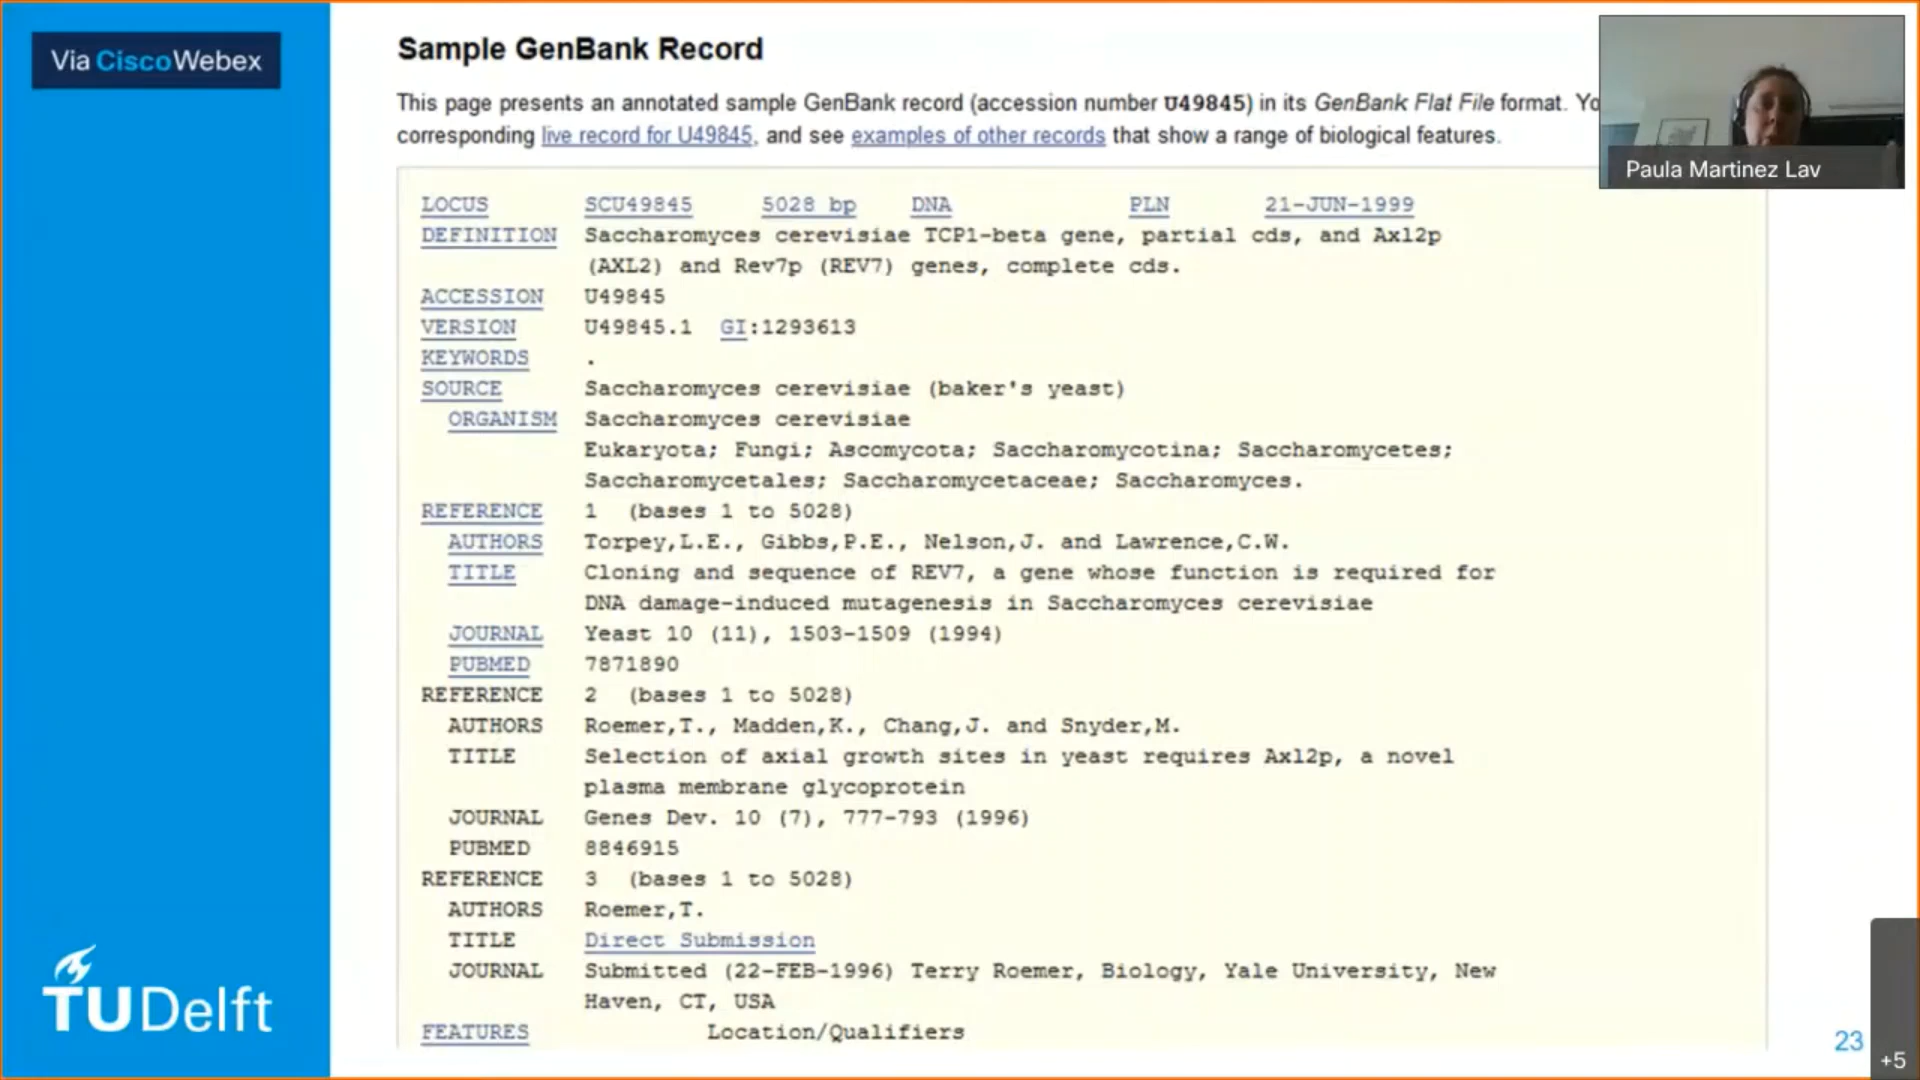 Via CiscoWebex
Sample GenBank Record
This page presents an annotated sample GenBank record (accession number U49845) in its GenBank Flat File format. Yo
corresponding live record for U49845, and see examples of other records that show a range of biological features.
Paula Martinez Lav
LOCUS SCU49845 5028 bp DNA PLN 21-JUN-1999
DEFINITION Saccharomyces cerevisiae TCP1-beta gene, partial cds, and Axl2p
(AXL2) and Rev7p (REV7) genes, complete cds.
ACCESSION U49845
VERSION U49845.1 GI:1293613
KEYWORDS .
SOURCE Saccharomyces cerevisiae (baker's yeast)
ORGANISM Saccharomyces cerevisiae
Eukaryota; Fungi; Ascomycota; Saccharomycotina; Saccharomycetes;
Saccharomycetales; Saccharomycetaceae; Saccharomyces.
REFERENCE 1 (bases 1 to 5028)
AUTHORS Torpey,L.E., Gibbs,P.E., Nelson,J. and Lawrence,C.W.
TITLE Cloning and sequence of REV7, a gene whose function is required for
DNA damage-induced mutagenesis in Saccharomyces cerevisiae
JOURNAL Yeast 10 (11), 1503-1509 (1994)
PUBMED 7871890
REFERENCE 2 (bases 1 to 5028)
AUTHORS Roemer,T., Madden,K., Chang,J. and Snyder,M.
TITLE Selection of axial growth sites in yeast requires Axl2p, a novel
plasma membrane glycoprotein
JOURNAL Genes Dev. 10 (7), 777-793 (1996)
PUBMED 8846915
REFERENCE 3 (bases 1 to 5028)
AUTHORS Roemer,T.
TITLE Direct Submission
JOURNAL Submitted (22-FEB-1996) Terry Roemer, Biology, Yale University, New
Haven, CT, USA
FEATURES Location/Qualifiers
TUDelft
23
+5